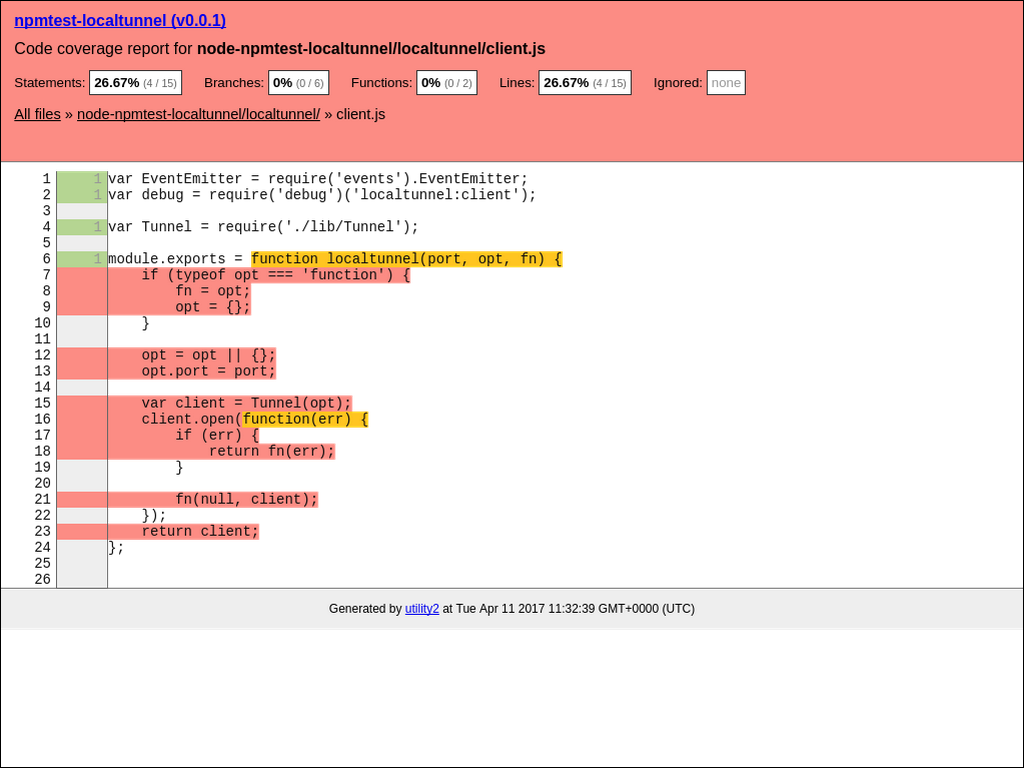 npmtest-localtunnel (v0.0.1)
Code coverage report for node-npmtest-localtunnel/localtunnel/client.js
Statements: 26.67% (4 / 15) Branches: 0% (0 / 6) Functions: 0% (0 / 2) Lines: 26.67% (4 / 15) Ignored: none
All files » node-npmtest-localtunnel/localtunnel/ » client.js
1 1 var EventEmitter = require('events').EventEmitter;
2 1 var debug = require('debug')('localtunnel:client');
3
4 1 var Tunnel = require('./lib/Tunnel');
5
6 1 module.exports = function localtunnel(port, opt, fn) {
7     if (typeof opt === 'function') {
8         fn = opt;
9         opt = {};
10     }
11
12     opt = opt || {};
13     opt.port = port;
14
15     var client = Tunnel(opt);
16     client.open(function(err) {
17         if (err) {
18             return fn(err);
19         }
20
21         fn(null, client);
22     });
23     return client;
24 };
25
26
Generated by utility2 at Tue Apr 11 2017 11:32:39 GMT+0000 (UTC)